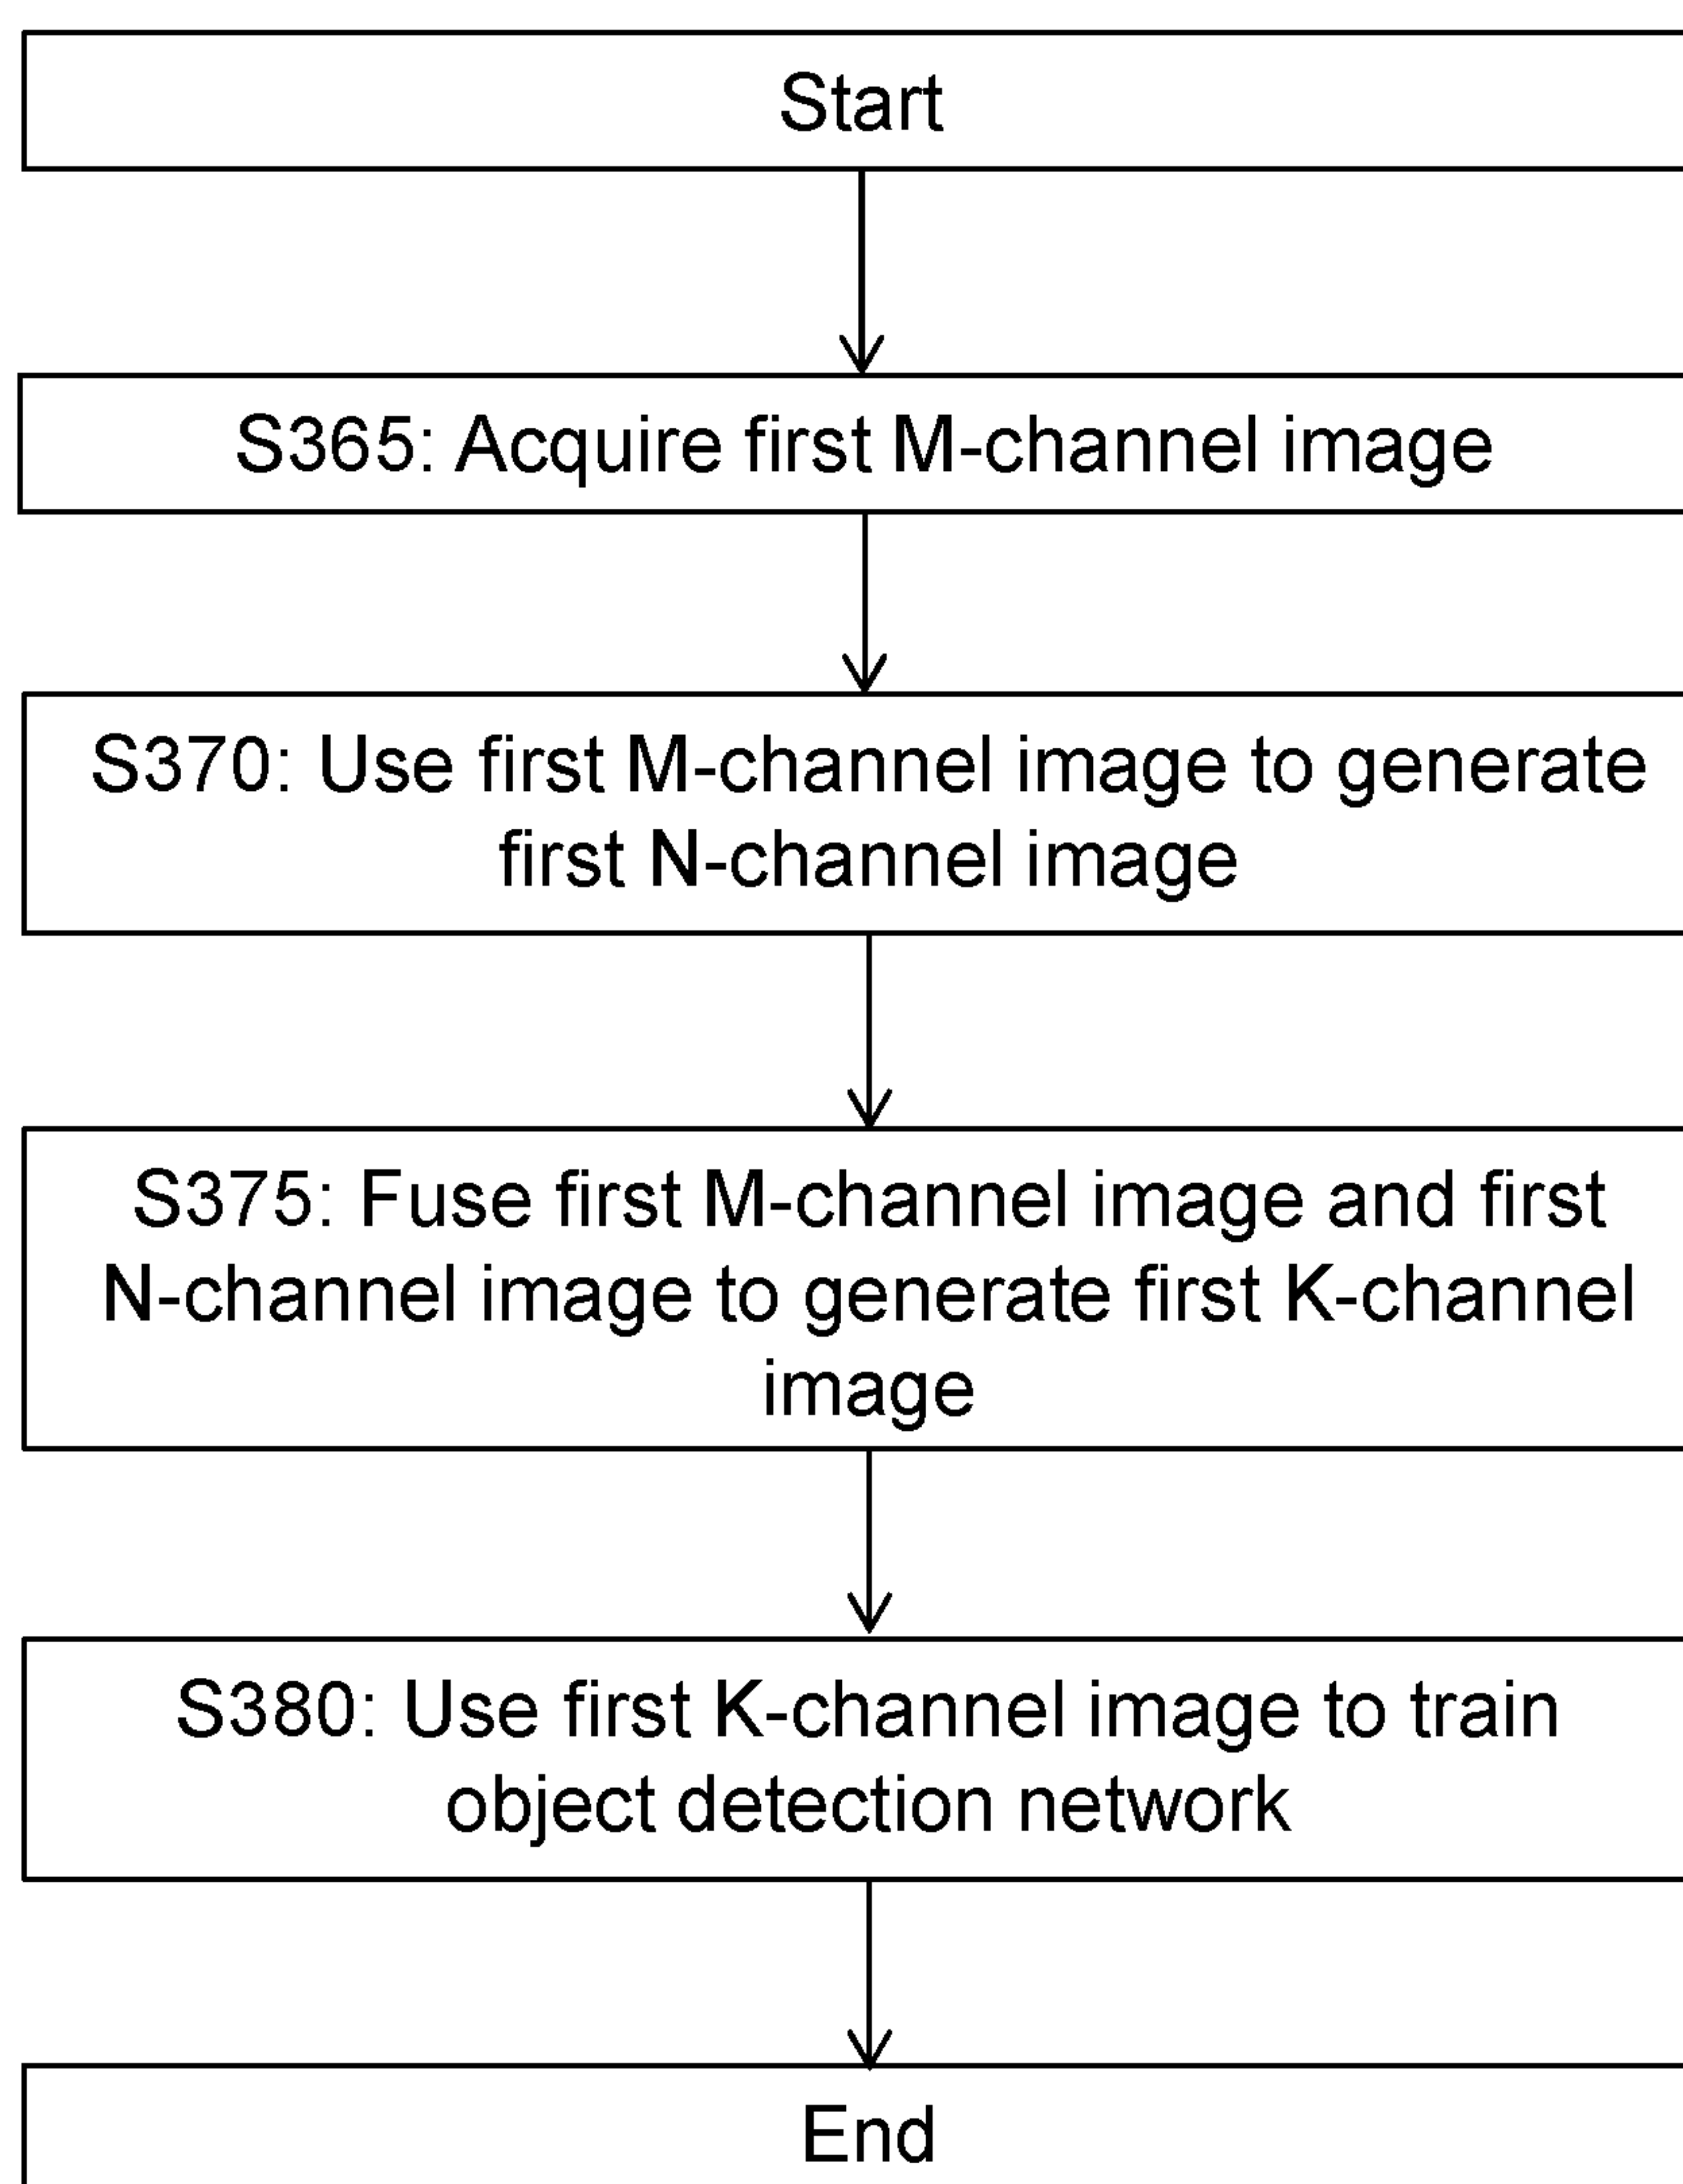 Start
S365: Acquire first M-channel image
S370: Use first M-channel image to generate
first N-channel image
S375: Fuse first M-channel image and first
N-channel image to generate first K-channel
image
S380: Use first K-channel image to train
object detection network
End